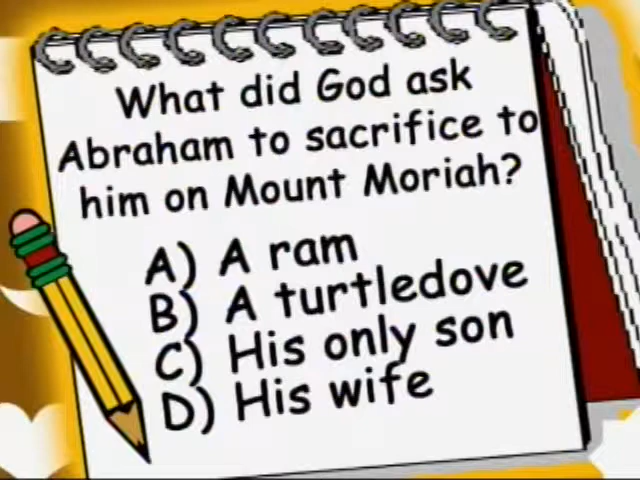 What did God ask
Abraham to sacrifice to
him on Mount Moriah?
A) A ram
B) A turtledove
C) His only son
D) His wife